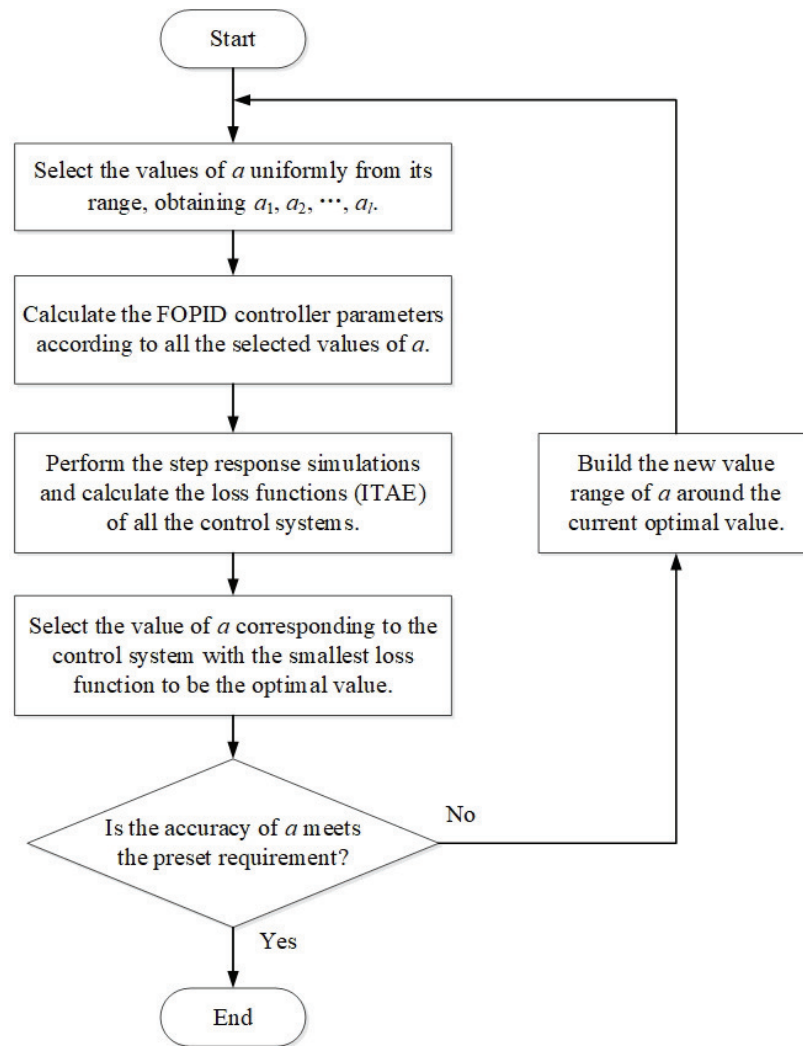 Start
Select the values of a uniformly from its
range, obtaining a₁, a₂, ⋯, aₗ.
Calculate the FOPID controller parameters
according to all the selected values of a.
Perform the step response simulations
and calculate the loss functions (ITAE)
of all the control systems.
Select the value of a corresponding to the
control system with the smallest loss
function to be the optimal value.
Is the accuracy of a meets
the preset requirement?
No
Build the new value
range of a around the
current optimal value.
Yes
End